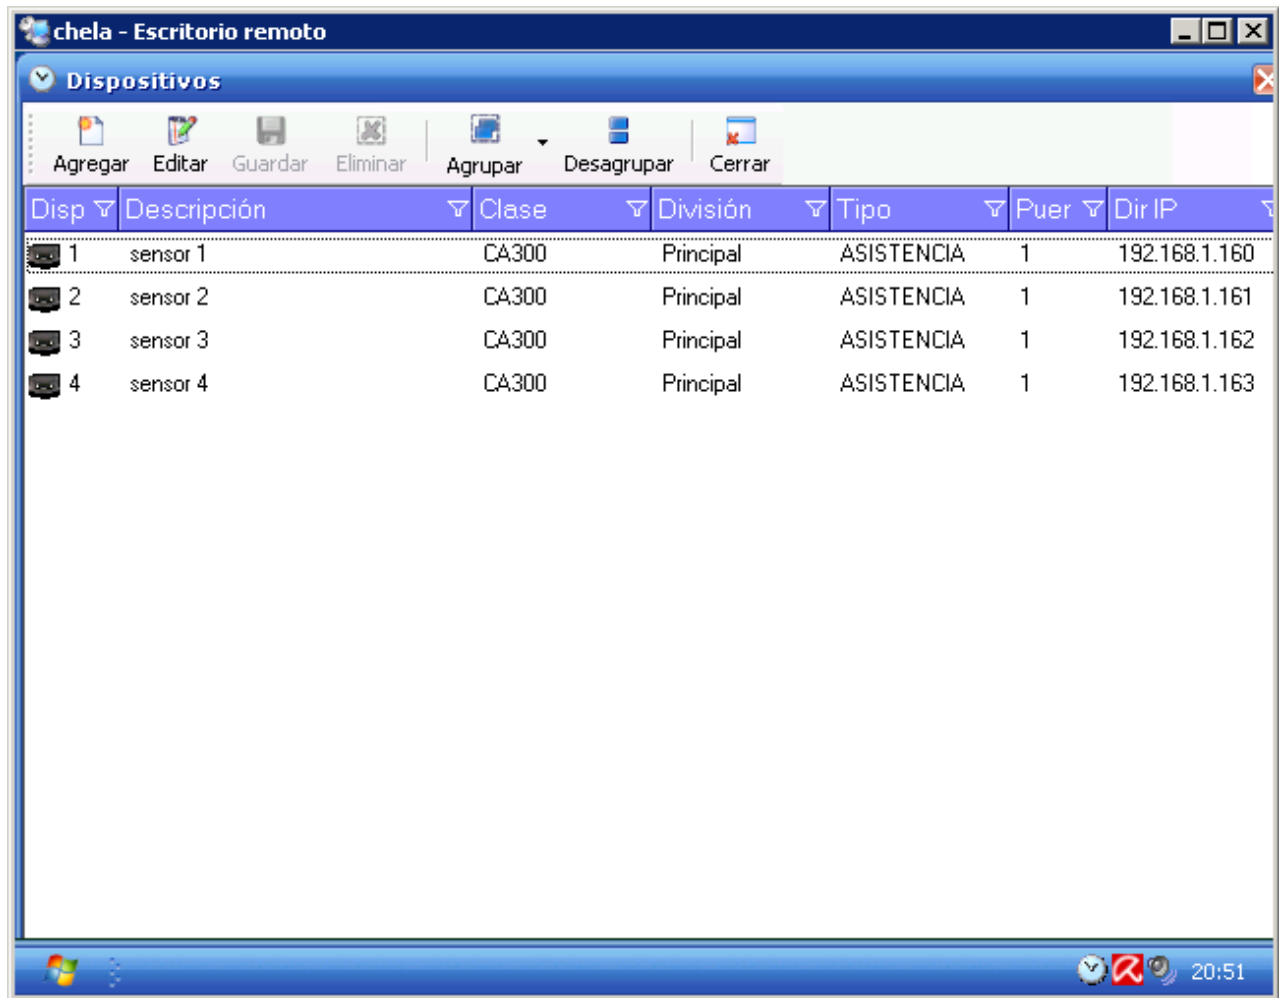 chela - Escritorio remoto
Dispositivos
Agregar Editar Guardar Eliminar Agrupar Desagrupar Cerrar
Disp Descripción Clase División Tipo Puer Dir IP
1 sensor 1 CA300 Principal ASISTENCIA 1 192.168.1.160
2 sensor 2 CA300 Principal ASISTENCIA 1 192.168.1.161
3 sensor 3 CA300 Principal ASISTENCIA 1 192.168.1.162
4 sensor 4 CA300 Principal ASISTENCIA 1 192.168.1.163
20:51